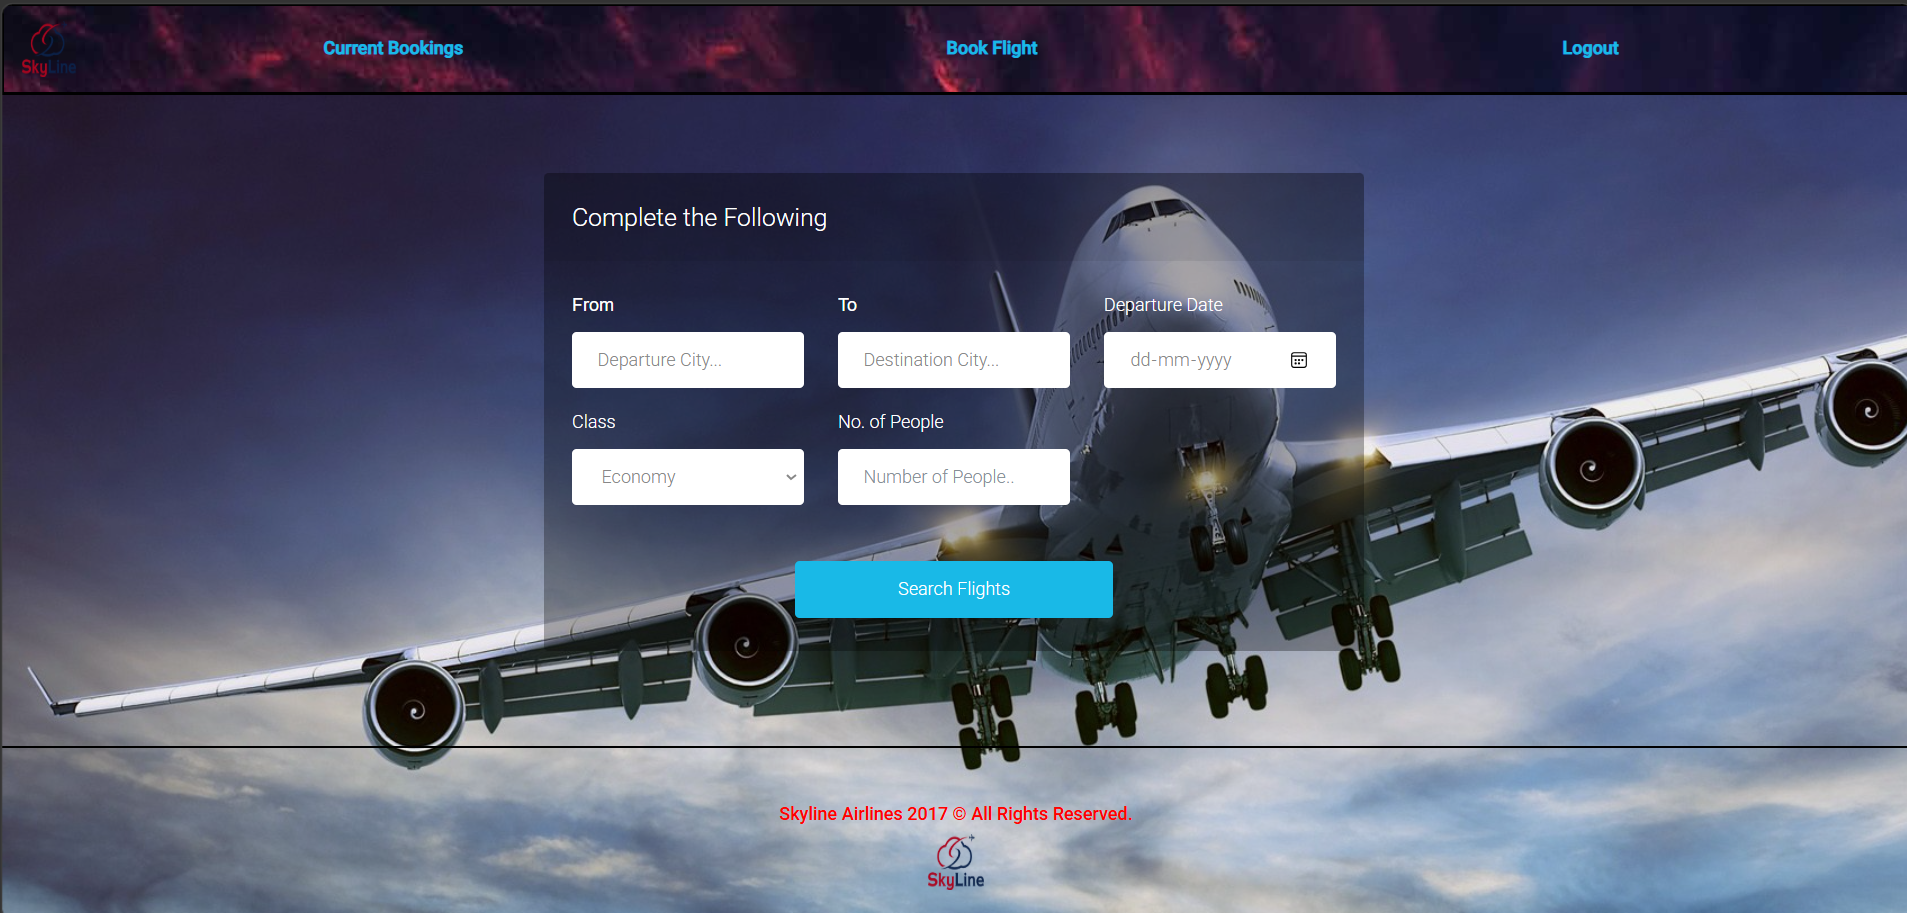 SkyLine
Current Bookings
Book Flight
Logout
Complete the Following
From
To
Departure Date
Departure City...
Destination City...
dd-mm-yyyy
Class
No. of People
Economy
Number of People..
Search Flights
Skyline Airlines 2017 © All Rights Reserved.
SkyLine